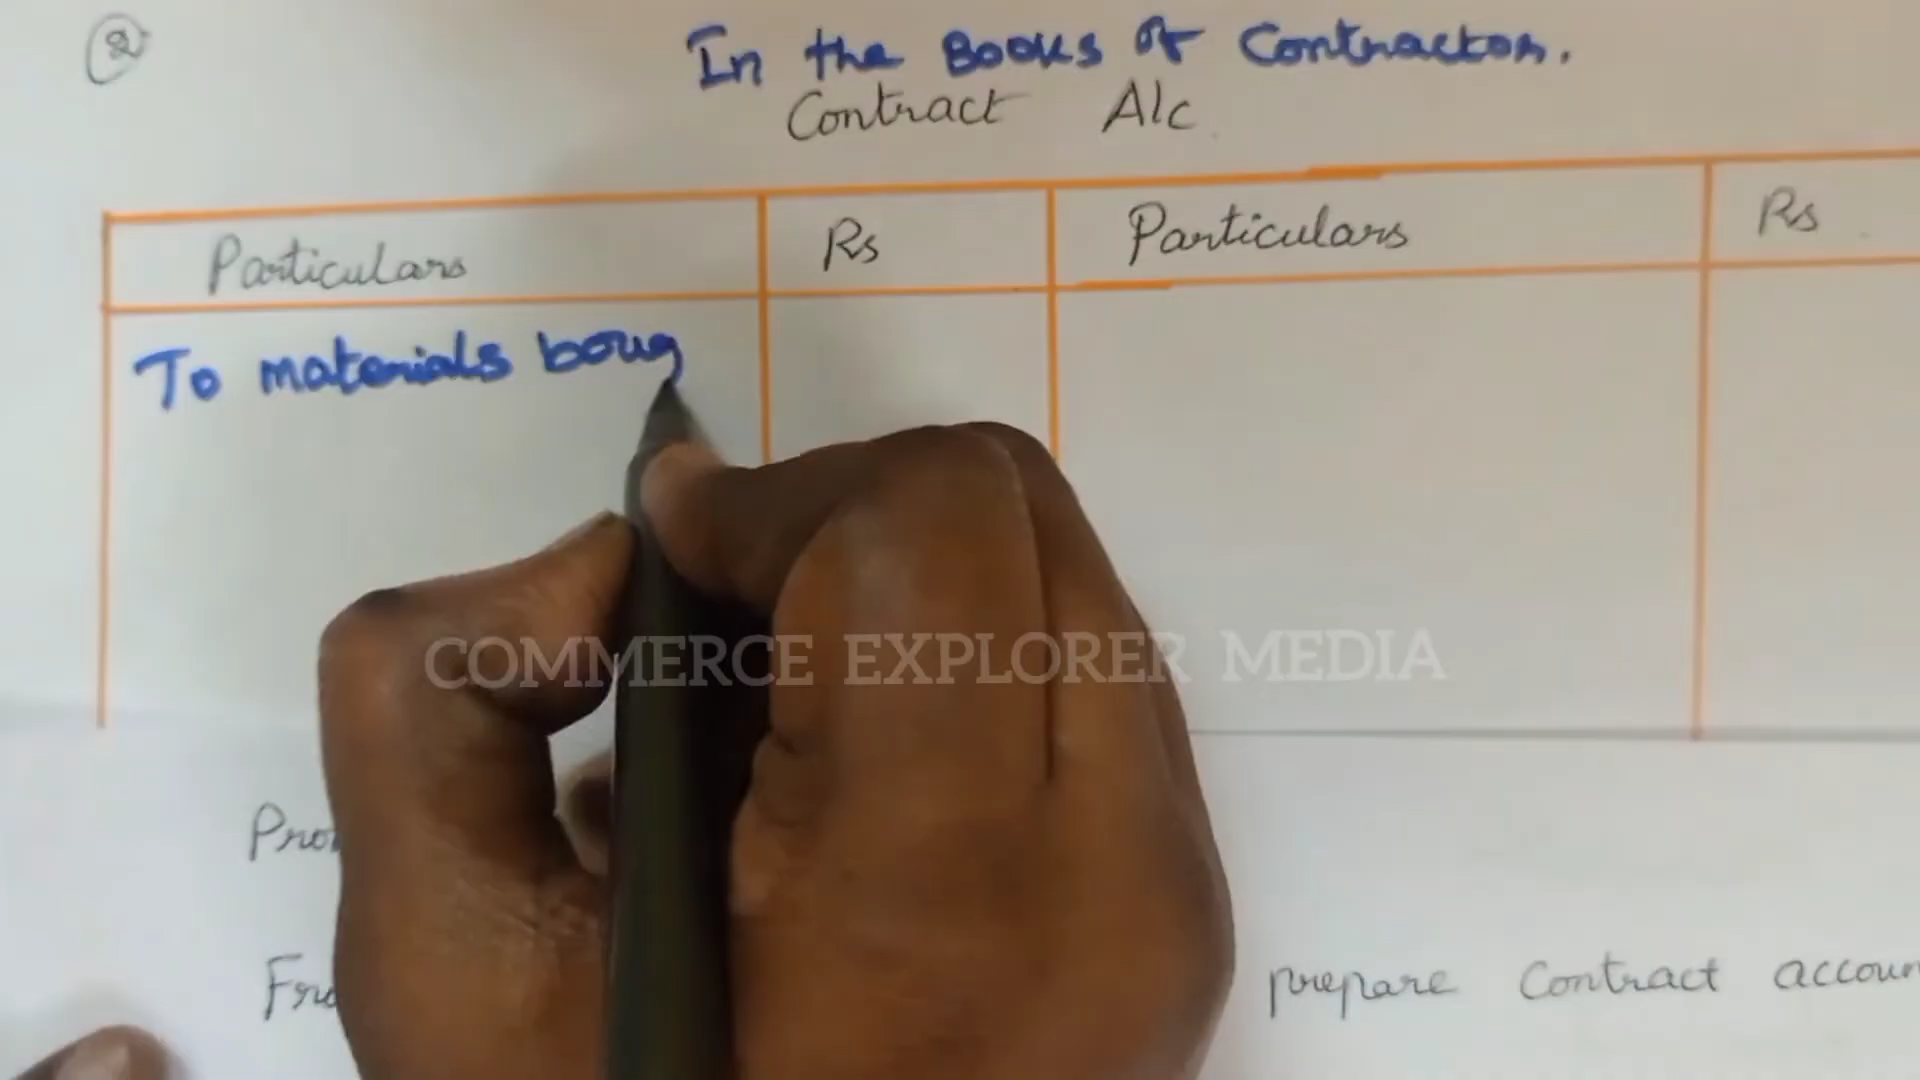 2
In the Books of Contractor.
Contract A/c
Particulars Rs Particulars Rs
To materials boug
COMMERCE EXPLORER MEDIA
prepare Contract